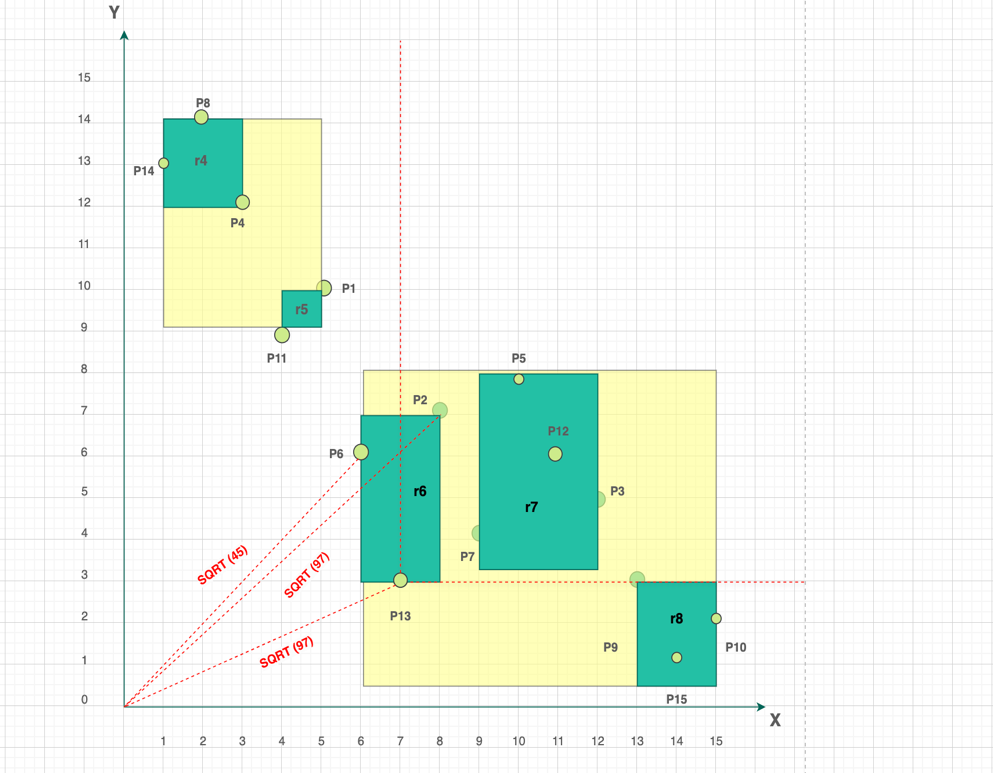 Y
15
P8
14
r4
13
P14
12
P4
11
10
P1
r5
9
P11
8
P5
P2
7
P12
6
P6
r6
P3
5
r7
4
P7
SQRT (45)
SQRT (97)
3
P13
r8
2
P9
P10
SQRT (97)
1
P15
0
X
1 2 3 4 5 6 7 8 9 10 11 12 13 14 15